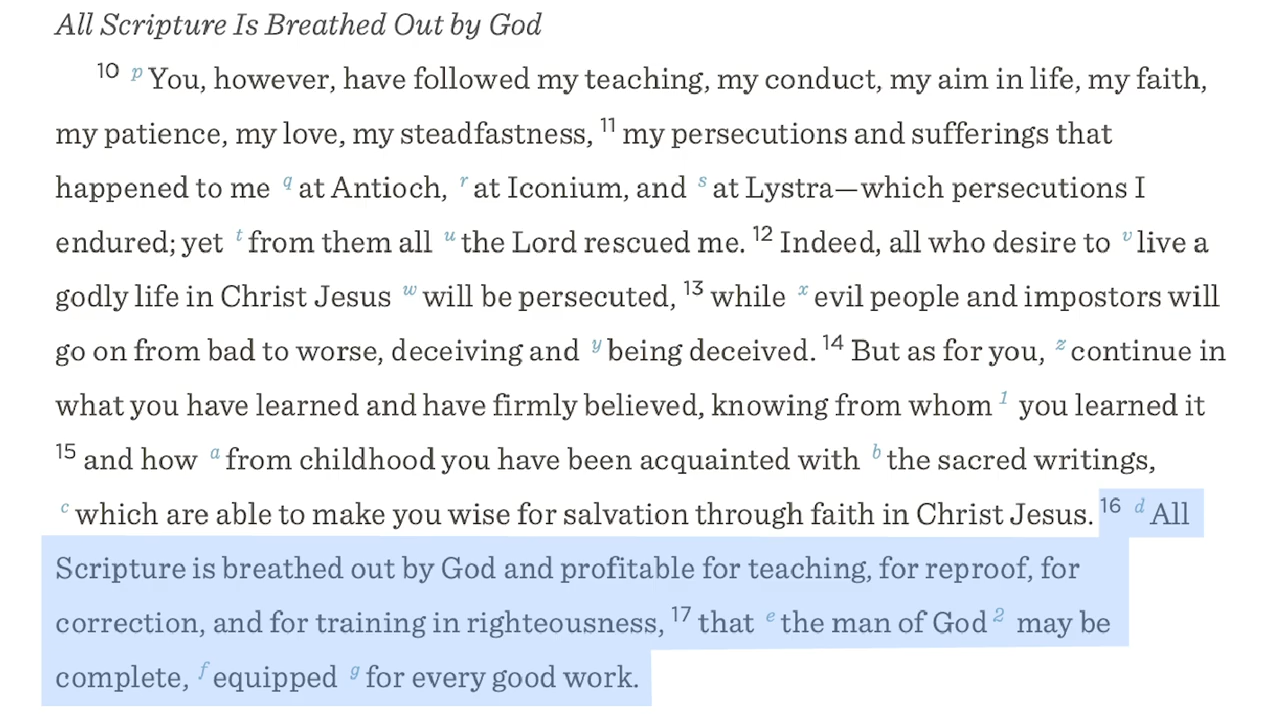 All Scripture Is Breathed Out by God
10 p You, however, have followed my teaching, my conduct, my aim in life, my faith,
my patience, my love, my steadfastness, 11 my persecutions and sufferings that
happened to me q at Antioch, r at Iconium, and s at Lystra—which persecutions I
endured; yet t from them all u the Lord rescued me. 12 Indeed, all who desire to v live a
godly life in Christ Jesus w will be persecuted, 13 while x evil people and impostors will
go on from bad to worse, deceiving and y being deceived. 14 But as for you, z continue in
what you have learned and have firmly believed, knowing from whom 1 you learned it
15 and how a from childhood you have been acquainted with b the sacred writings,
c which are able to make you wise for salvation through faith in Christ Jesus. 16 d All
Scripture is breathed out by God and profitable for teaching, for reproof, for
correction, and for training in righteousness, 17 that e the man of God 2 may be
complete, f equipped g for every good work.